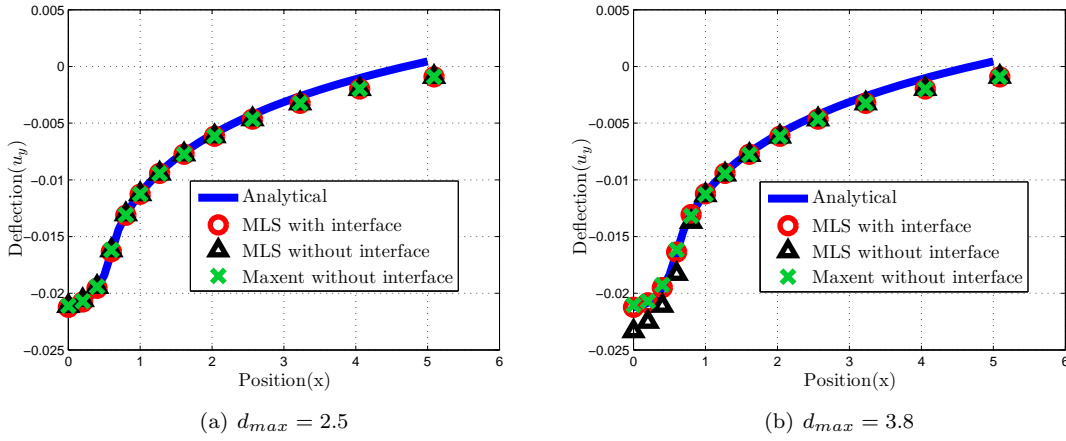 0.005
0
−0.005
−0.01
−0.015
−0.02
−0.025
Deflection(u_y)
Analytical
MLS with interface
MLS without interface
Maxent without interface
0 1 2 3 4 5 6
Position(x)
(a) d_max = 2.5
0.005
0
−0.005
−0.01
−0.015
−0.02
−0.025
Deflection(u_y)
Analytical
MLS with interface
MLS without interface
Maxent without interface
0 1 2 3 4 5 6
Position(x)
(b) d_max = 3.8